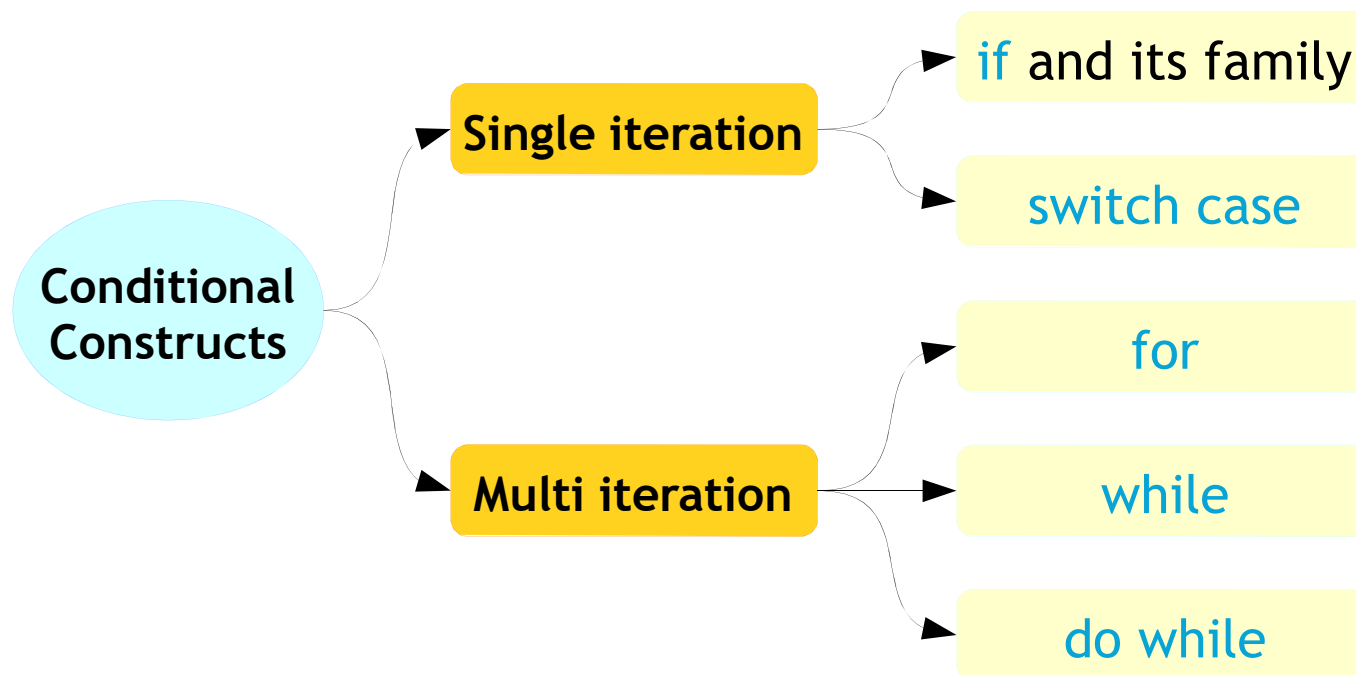 Conditional
Constructs
Single iteration
if and its family
switch case
Multi iteration
for
while
do while